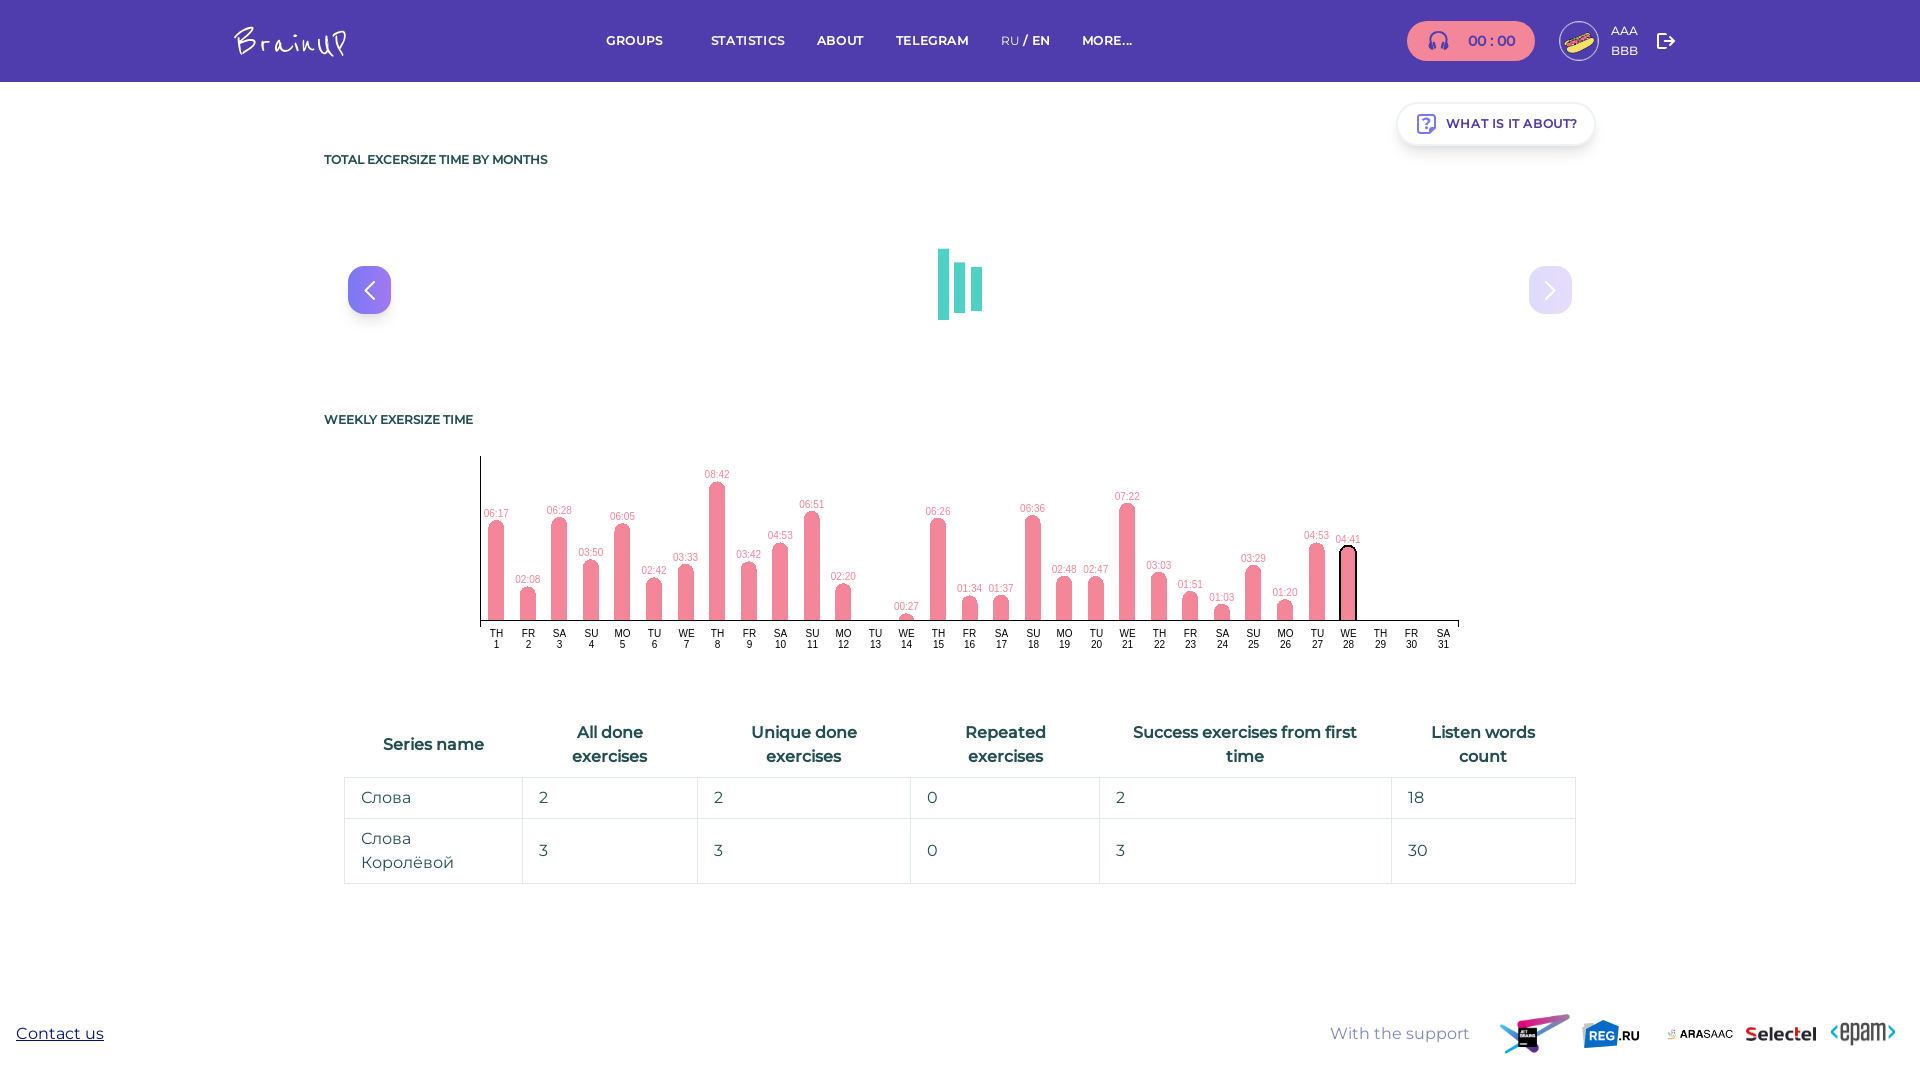 BrainUP
GROUPS
STATISTICS
ABOUT
TELEGRAM
RU / EN
MORE...
00 : 00
AAA
BBB
WHAT IS IT ABOUT?
TOTAL EXCERSIZE TIME BY MONTHS
WEEKLY EXERSIZE TIME
06:17 02:08 06:28 03:50 06:05 02:42 03:33 08:42 03:42 04:53 06:51 02:20 00:27 06:26 01:34 01:37 06:36 02:48 02:47 07:22 03:03 01:51 01:03 03:29 01:20 04:53 04:41
TH FR SA SU MO TU WE TH FR SA SU MO TU WE TH FR SA SU MO TU WE TH FR SA SU MO TU WE TH FR SA
1 2 3 4 5 6 7 8 9 10 11 12 13 14 15 16 17 18 19 20 21 22 23 24 25 26 27 28 29 30 31
Series name
All done
exercises
Unique done
exercises
Repeated
exercises
Success exercises from first
time
Listen words
count
Слова 2 2 0 2 18
Слова
Королёвой
3 3 0 3 30
Contact us
With the support
JET
BRAINS
REG.RU
ARASAAC
Selectel
<epam>